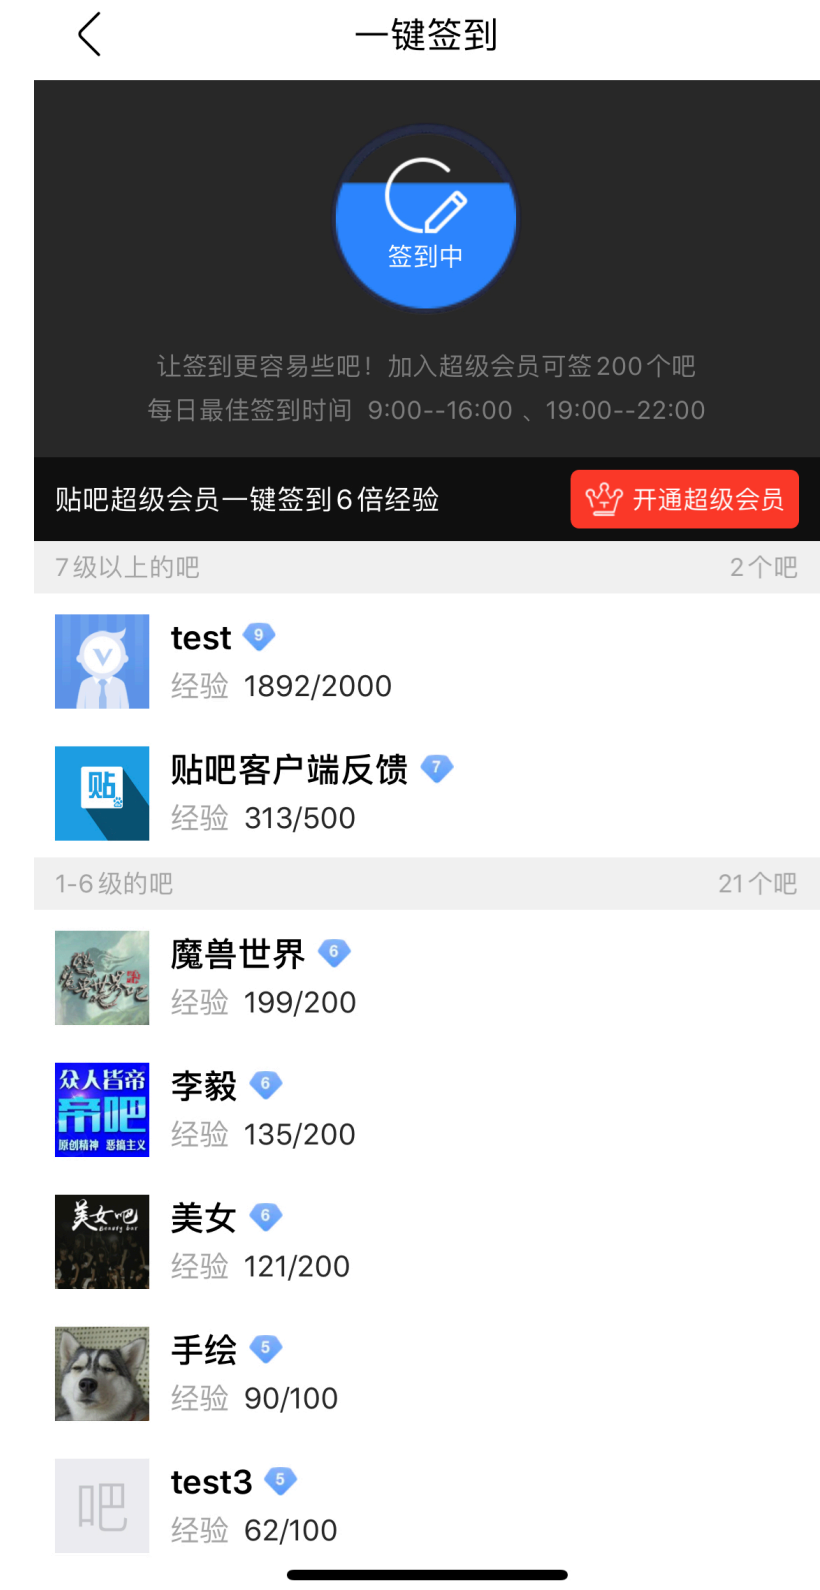 一键签到
签到中
让签到更容易些吧！加入超级会员可签200个吧
每日最佳签到时间 9:00--16:00 、19:00--22:00
贴吧超级会员一键签到6倍经验
开通超级会员
7级以上的吧
2个吧
test 9
经验 1892/2000
贴
贴吧客户端反馈 7
经验 313/500
1-6级的吧
21个吧
魔兽世界 6
经验 199/200
众人皆帝
帝吧
原创精神 恶搞主义
李毅 6
经验 135/200
美女吧
Beauty bar
美女 6
经验 121/200
手绘 5
经验 90/100
吧
test3 5
经验 62/100